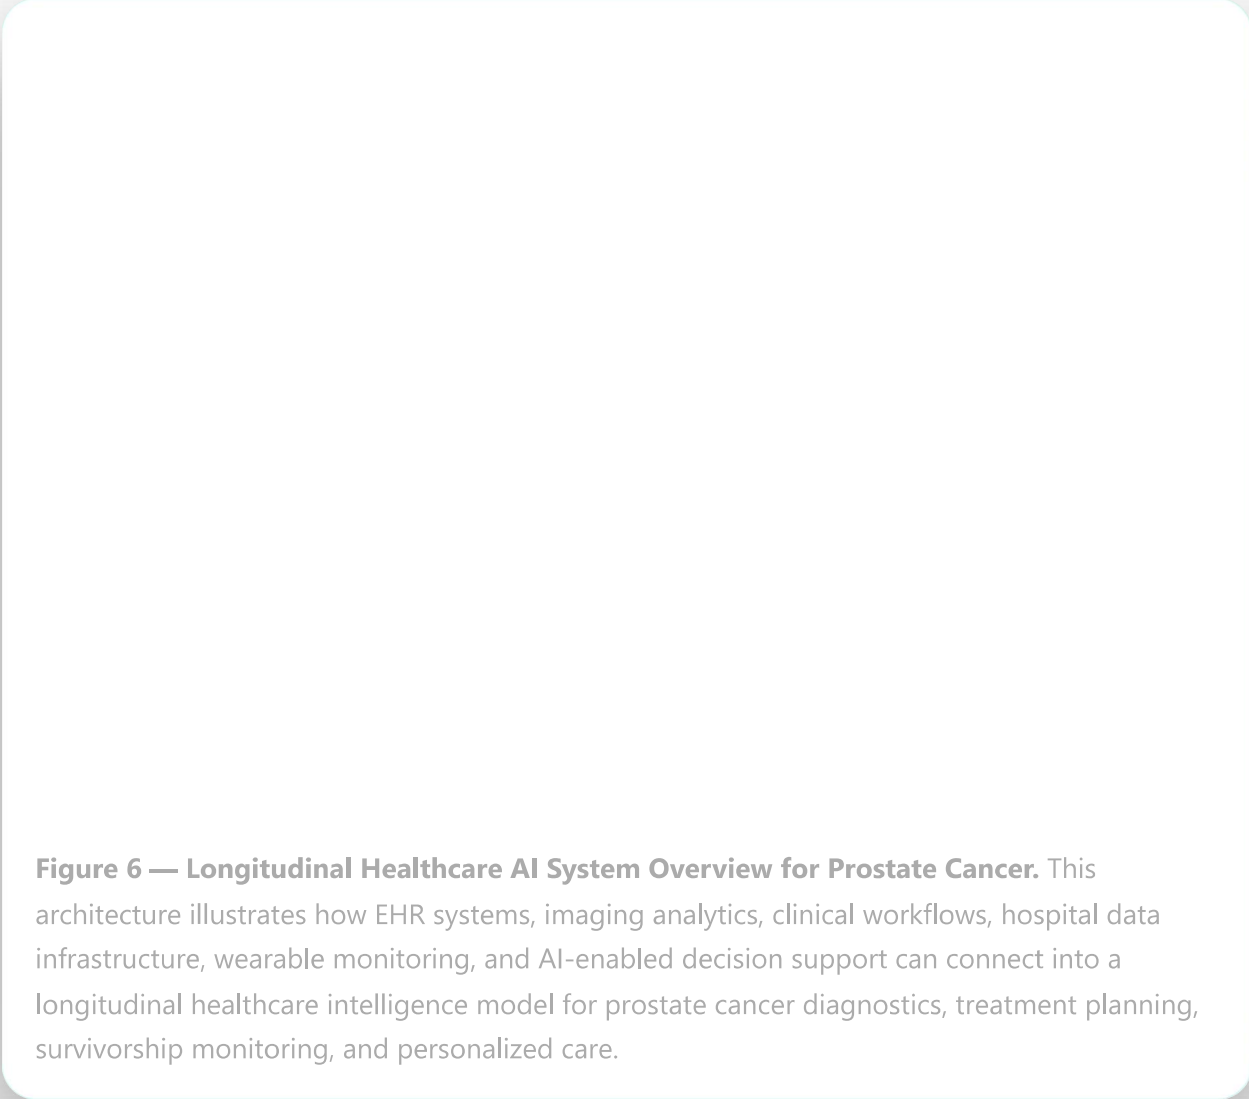 Figure 6 — Longitudinal Healthcare AI System Overview for Prostate Cancer. This
architecture illustrates how EHR systems, imaging analytics, clinical workflows, hospital data
infrastructure, wearable monitoring, and AI-enabled decision support can connect into a
longitudinal healthcare intelligence model for prostate cancer diagnostics, treatment planning,
survivorship monitoring, and personalized care.